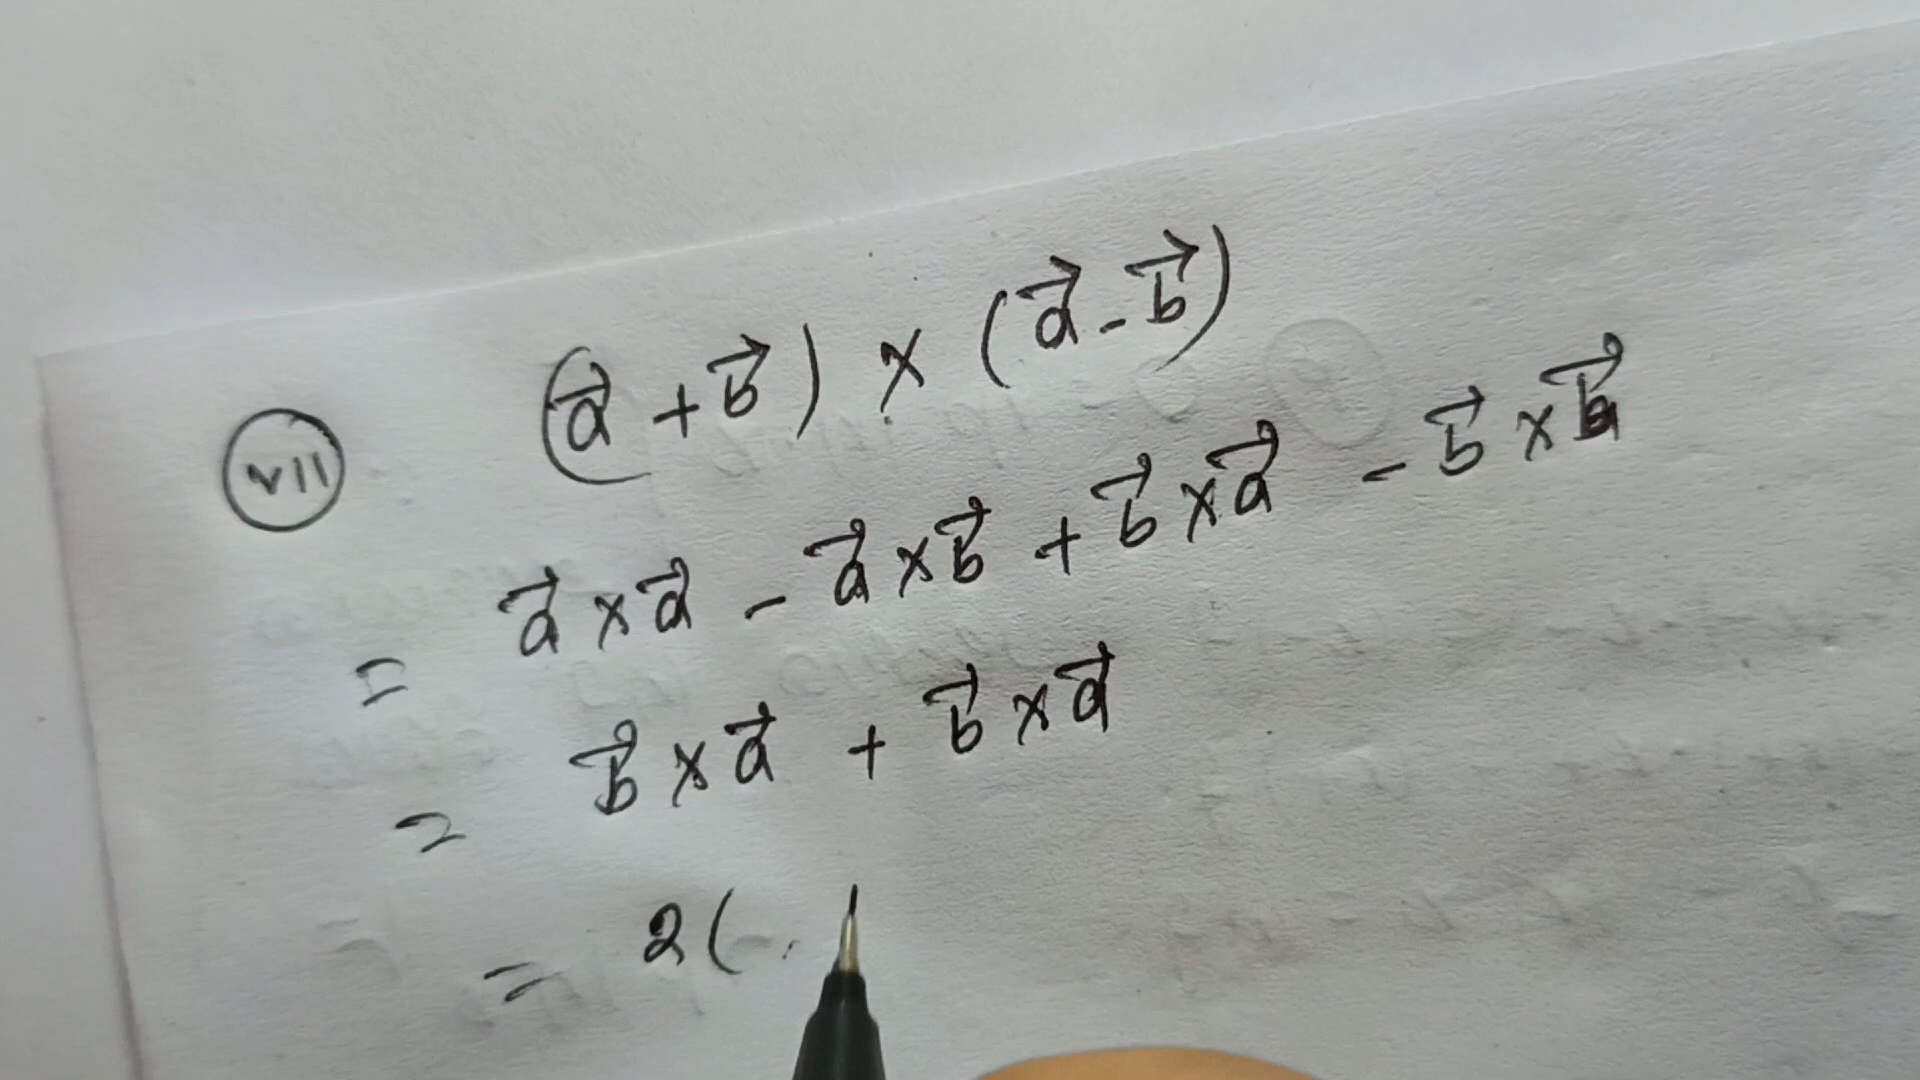 (vii) (a⃗ + b⃗) × (a⃗ - b⃗)
= a⃗ × a⃗ - a⃗ × b⃗ + b⃗ × a⃗ - b⃗ × b⃗
= b⃗ × a⃗ + b⃗ × a⃗
= 2(